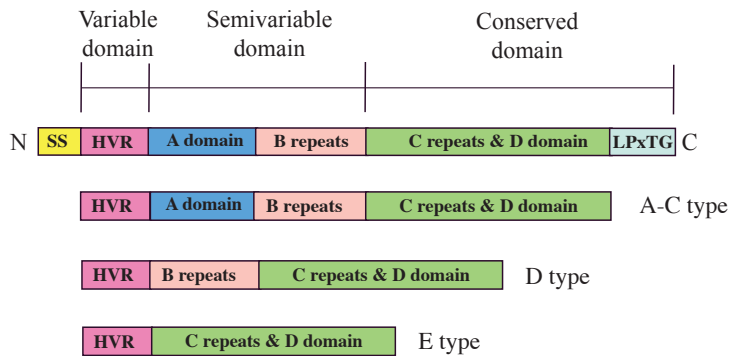 Variable domain
Semivariable domain
Conserved domain
N SS HVR A domain B repeats C repeats & D domain LPxTG C
HVR A domain B repeats C repeats & D domain A-C type
HVR B repeats C repeats & D domain D type
HVR C repeats & D domain E type